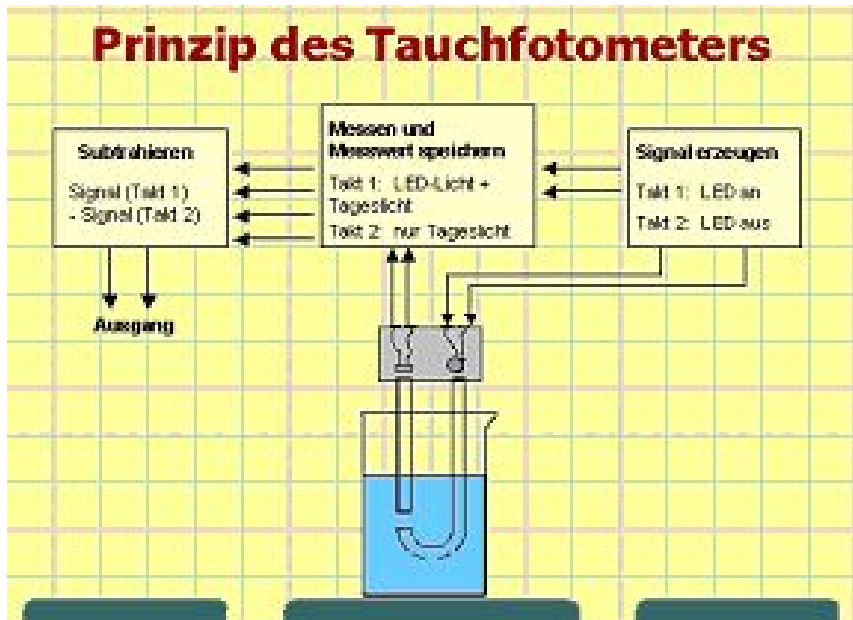 Prinzip des Tauchfotometers
Subtrahieren
Signal (Takt 1)
- Signal (Takt 2)
Ausgang
Messen und
Messwert speichern
Takt 1: LED-Licht +
Tageslicht
Takt 2: nur Tageslicht
Signal erzeugen
Takt 1: LED an
Takt 2: LED aus